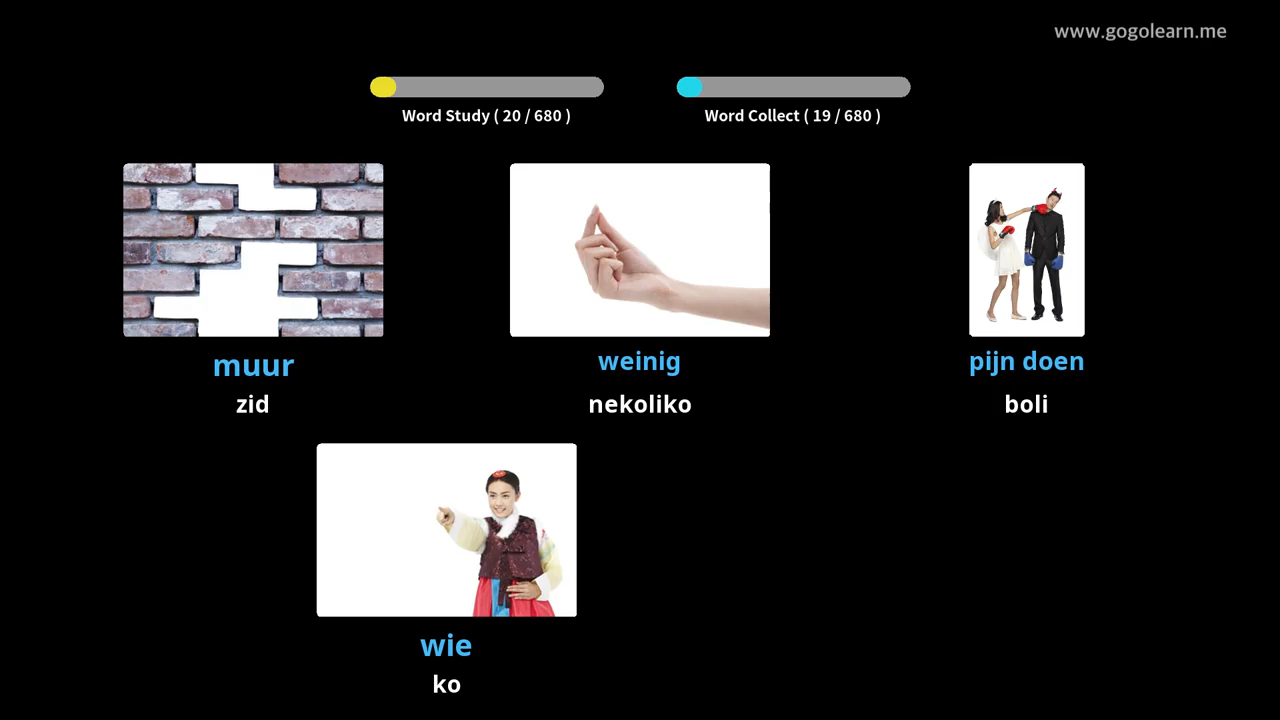 www.gogolearn.me
Word Study ( 20 / 680 )
Word Collect ( 19 / 680 )
muur
zid
weinig
nekoliko
pijn doen
boli
wie
ko